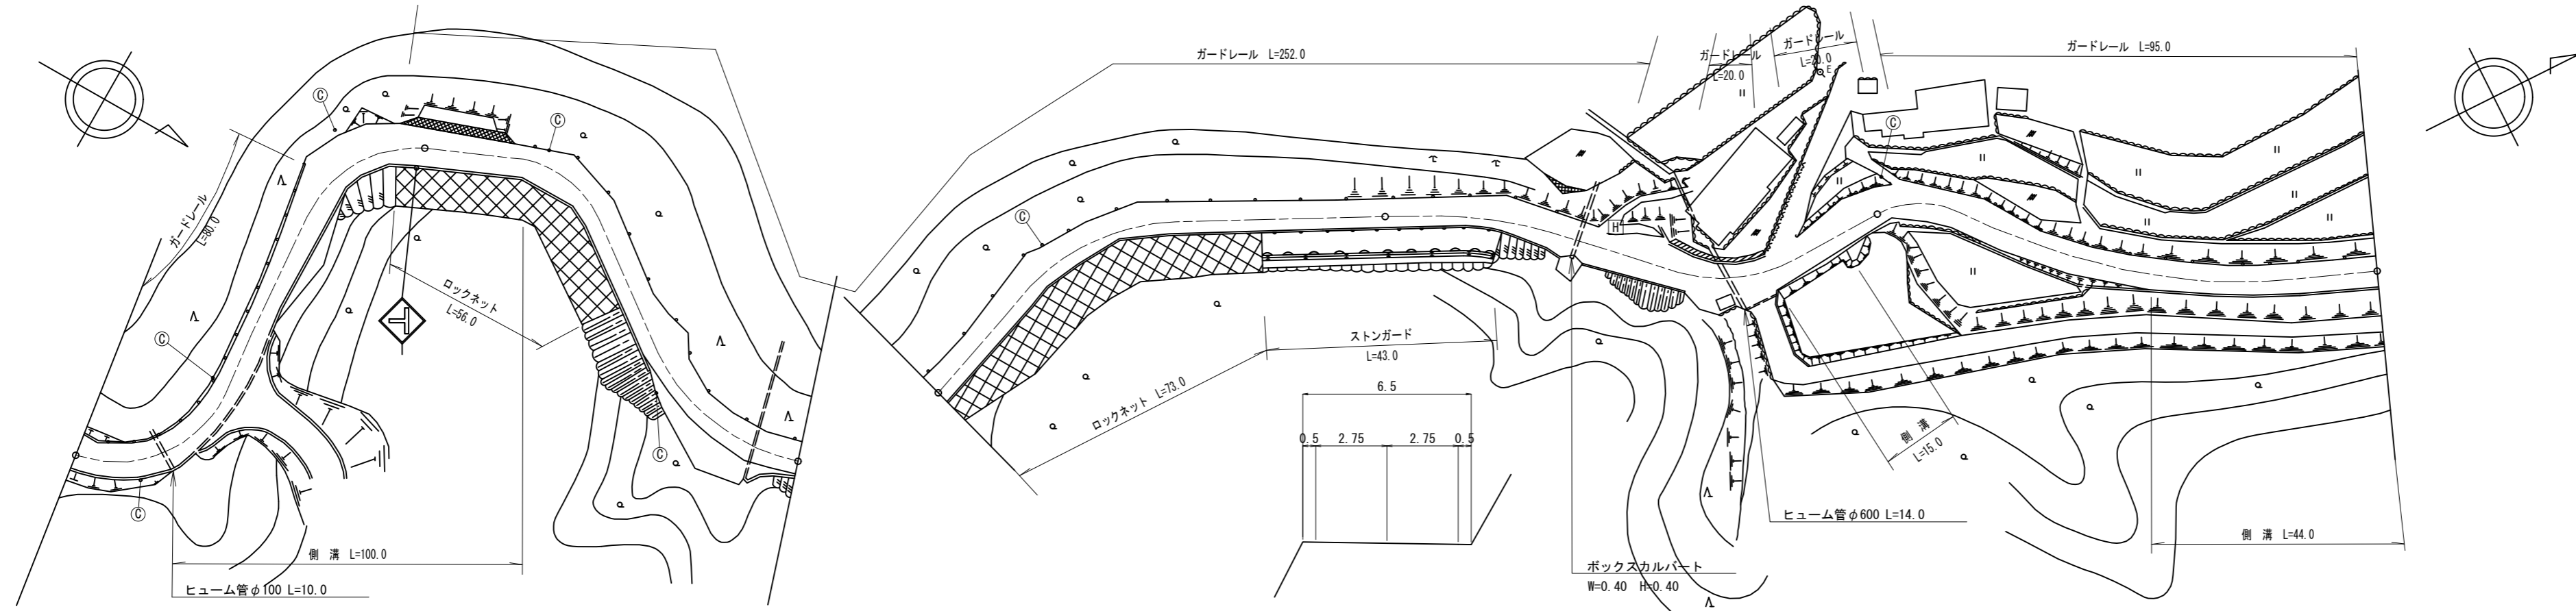 ガードレール L=252.0
ガードレール
L=20.0
ガードレール
L=20.0
E
ガードレール L=95.0
Ⓒ
Ⓒ
Ⓒ
Ⓒ
ガードレール
L=80.0
H
ロックネット
L=56.0
Ⓒ
ストンガード
L=43.0
ロックネット L=73.0
6.5
0.5 2.75 2.75 0.5
側 溝
L=15.0
Ⓒ
Ⓒ
ヒューム管φ600 L=14.0
側 溝 L=100.0
側 溝 L=44.0
ボックスカルバート
W=0.40 H=0.40
ヒューム管φ100 L=10.0